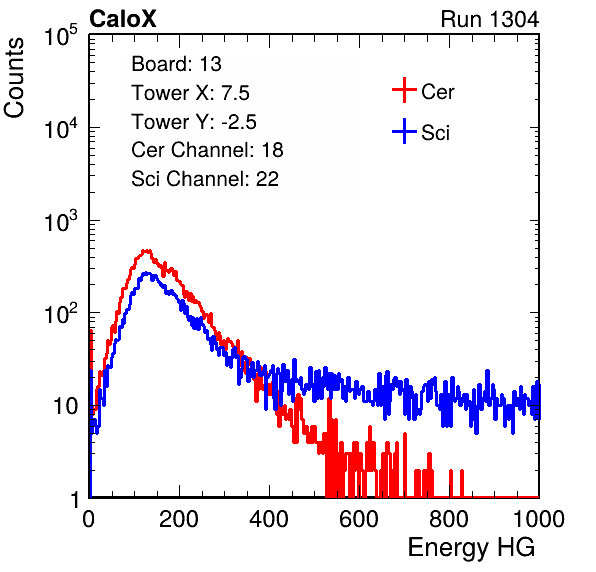 CaloX Run 1304
Counts
10^5
10^4
10^3
10^2
10
1
Board: 13
Tower X: 7.5
Tower Y: -2.5
Cer Channel: 18
Sci Channel: 22
Cer
Sci
0 200 400 600 800 1000
Energy HG